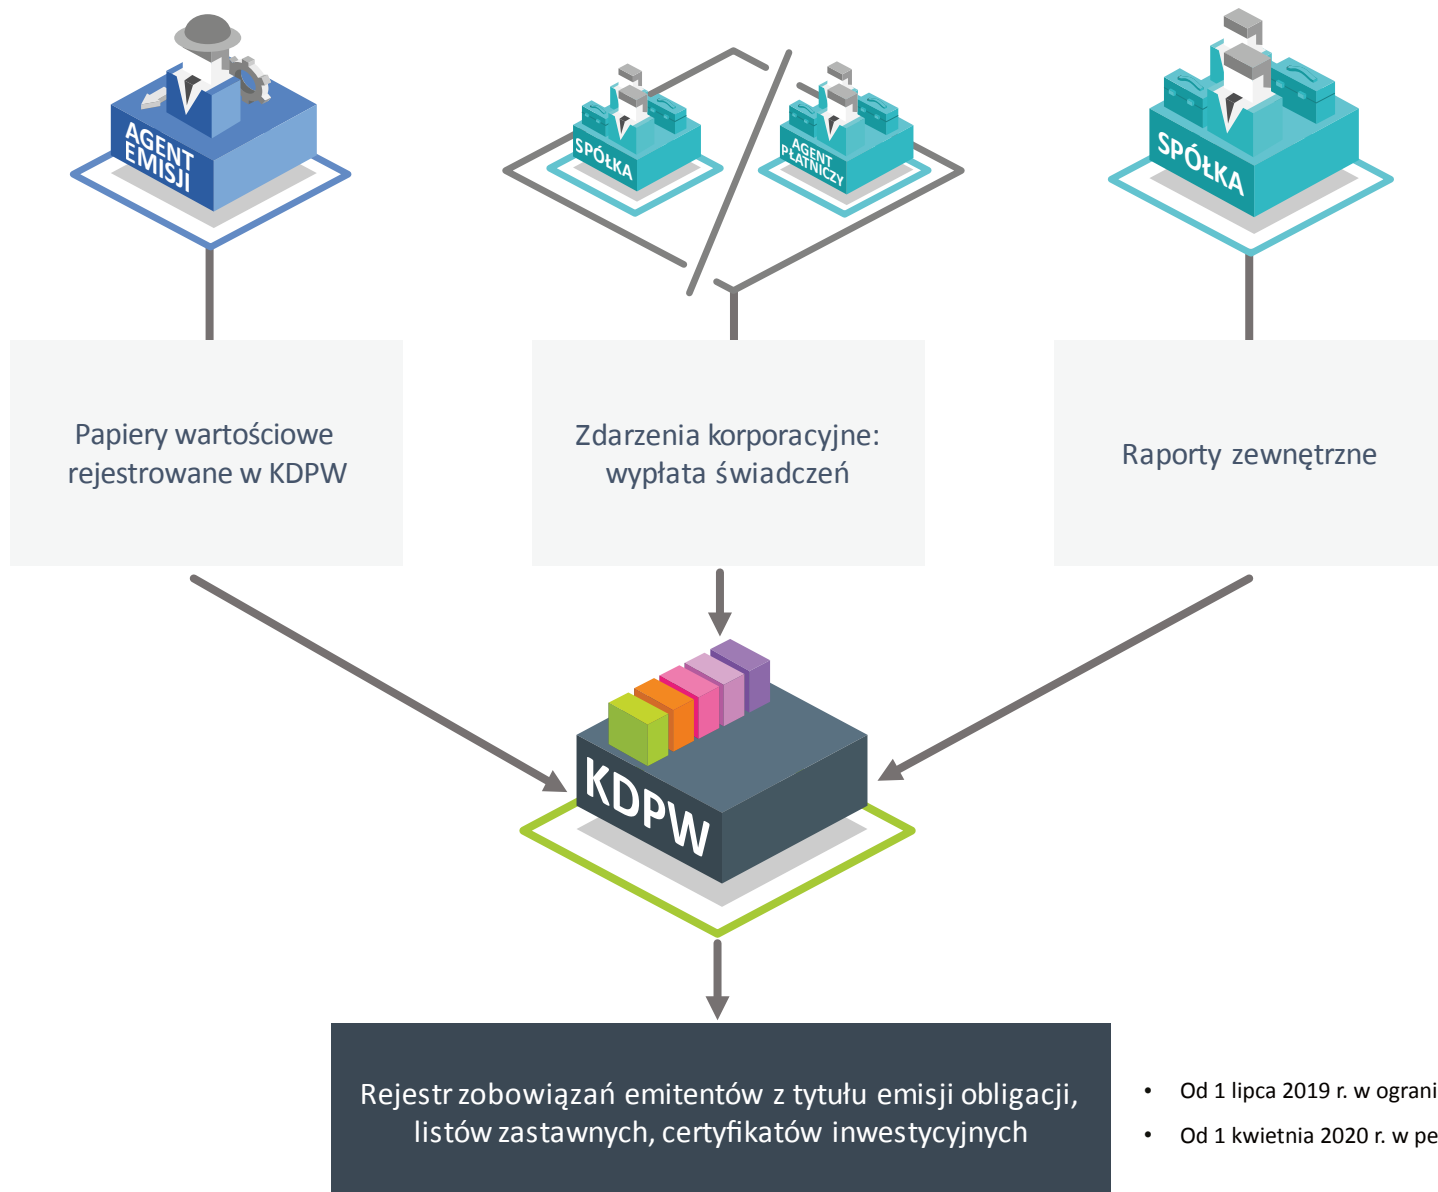 AGENT
EMISJI
SPÓŁKA
AGENT
PŁATNICZY
SPÓŁKA
Papiery wartościowe
rejestrowane w KDPW
Zdarzenia korporacyjne:
wypłata świadczeń
Raporty zewnętrzne
KDPW
Rejestr zobowiązań emitentów z tytułu emisji obligacji,
listów zastawnych, certyfikatów inwestycyjnych
• Od 1 lipca 2019 r. w ograni
• Od 1 kwietnia 2020 r. w pe